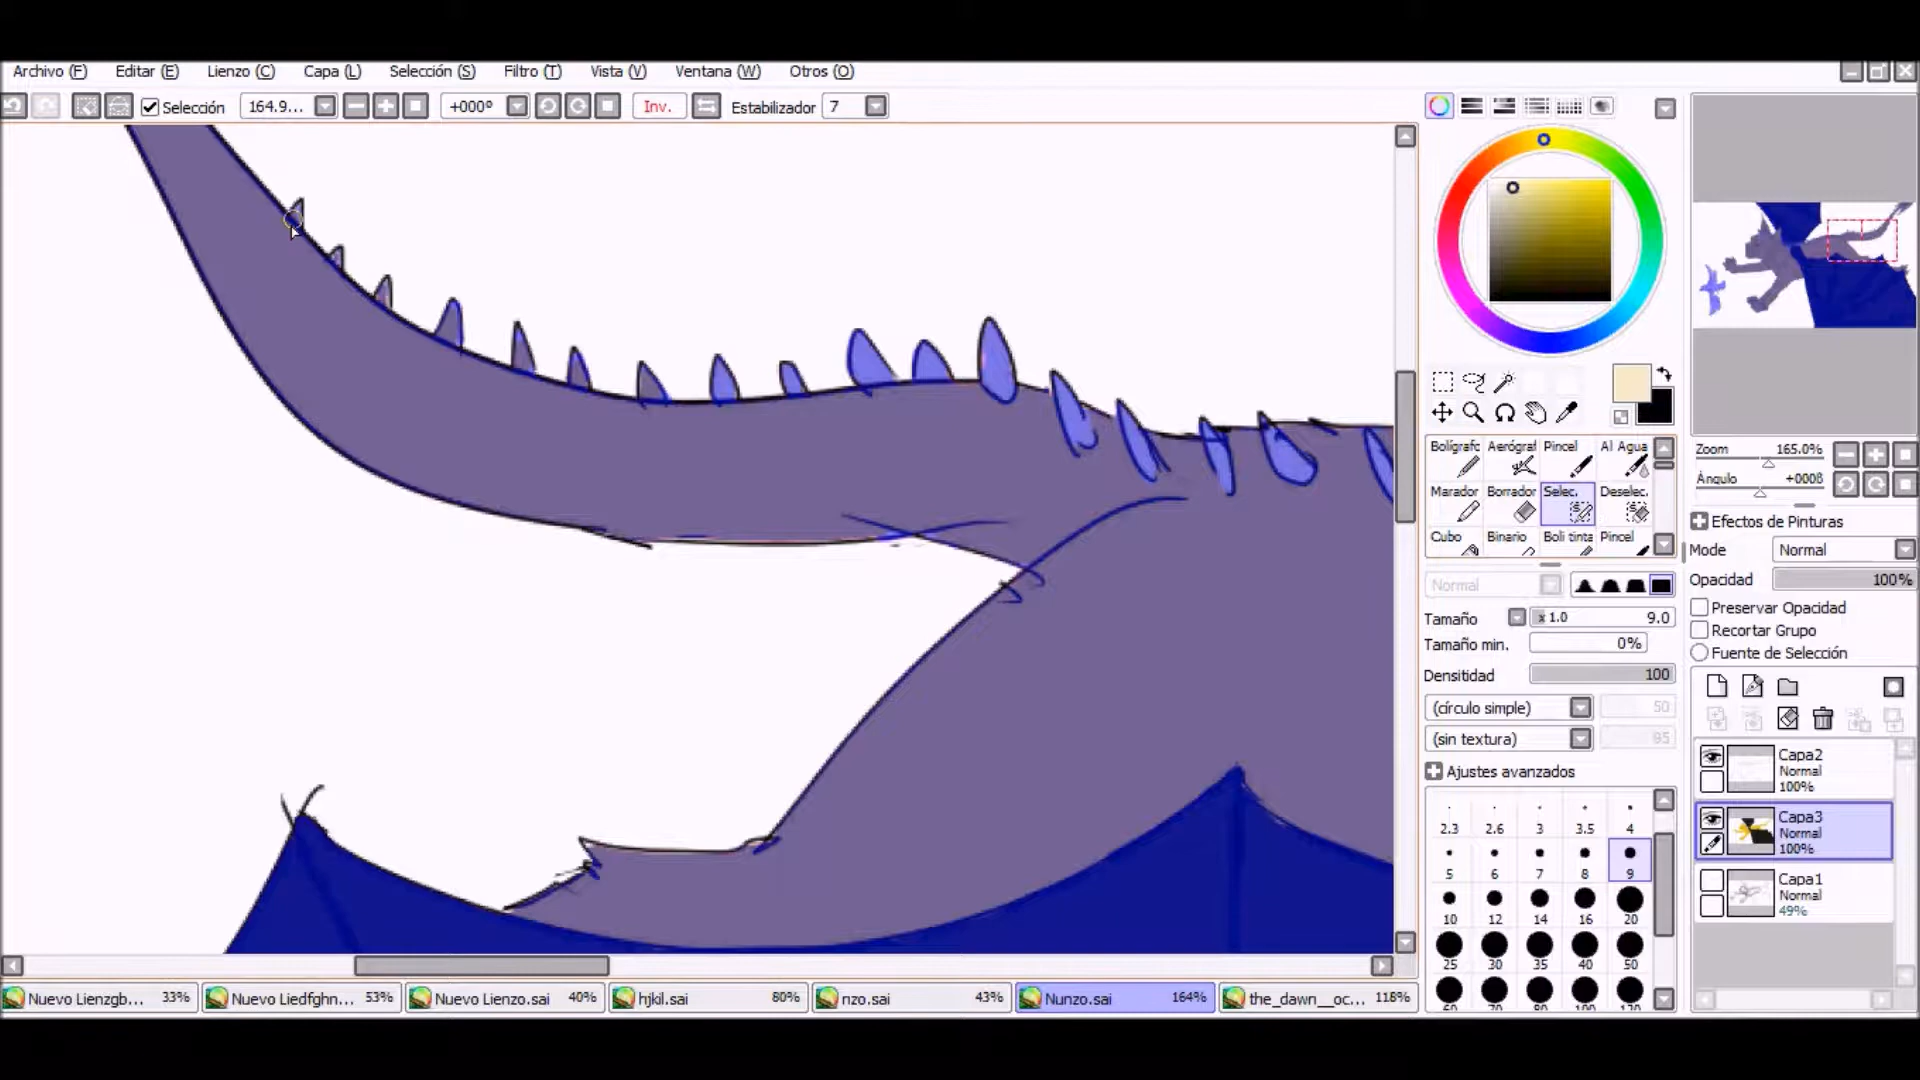 Archivo (F) Editar (E) Lienzo (C) Capa (L) Selección (S) Filtro (T) Vista (V) Ventana (W) Otros (O)
Selección 164.9... +000º Inv. Estabilizador 7
Bolígrafo Aerógraf Pincel Al Agua
Marador Borrador Selec. Deselec.
Cubo Binario Boli tinta Pincel
Normal
Tamaño x 1.0 9.0
Tamaño min. 0%
Densitidad 100
(círculo simple) 50
(sin textura) 95
Ajustes avanzados
2.3 2.6 3 3.5 4
5 6 7 8 9
10 12 14 16 20
25 30 35 40 50
Zoom 165.0%
Ángulo +000ß
Efectos de Pinturas
Mode Normal
Opacidad 100%
Preservar Opacidad
Recortar Grupo
Fuente de Selección
Capa2
Normal
100%
Capa3
Normal
100%
Capa1
Normal
49%
Nuevo Lienzgb... 33% Nuevo Liedfghn... 53% Nuevo Lienzo.sai 40% hjkil.sai 80% nzo.sai 43% Nunzo.sai 164% the_dawn__oc... 118%